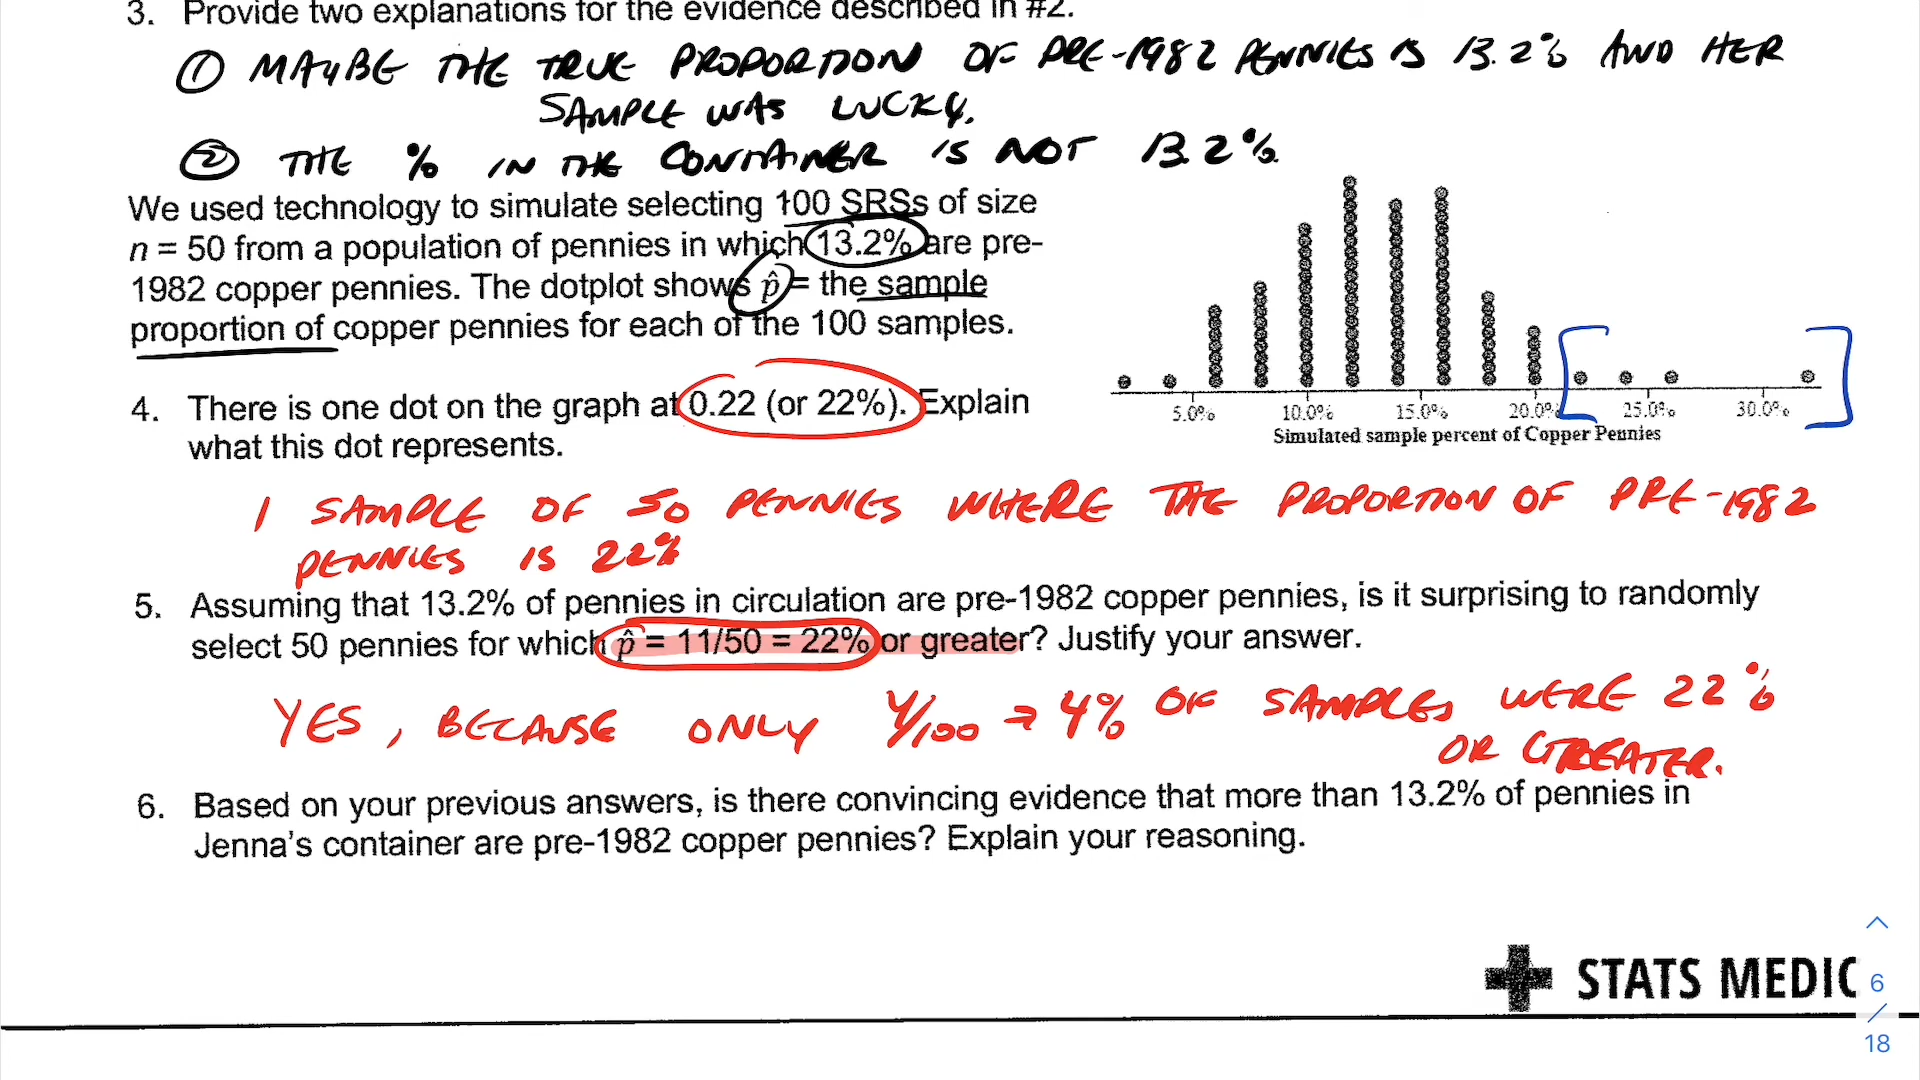 3. Provide two explanations for the evidence described in #2.
① MAYBE THE TRUE PROPORTION OF PRE-1982 PENNIES IS 13.2% AND HER
SAMPLE WAS LUCKY.
② THE % IN THE CONTAINER IS NOT 13.2%.
We used technology to simulate selecting 100 SRSs of size
n = 50 from a population of pennies in which 13.2% are pre-
1982 copper pennies. The dotplot shows p̂ = the sample
proportion of copper pennies for each of the 100 samples.
5.0% 10.0% 15.0% 20.0% 25.0% 30.0%
Simulated sample percent of Copper Pennies
4. There is one dot on the graph at 0.22 (or 22%). Explain
what this dot represents.
1 SAMPLE OF 50 PENNIES WHERE THE PROPORTION OF PRE-1982
PENNIES IS 22%
5. Assuming that 13.2% of pennies in circulation are pre-1982 copper pennies, is it surprising to randomly
select 50 pennies for which p̂ = 11/50 = 22% or greater? Justify your answer.
YES, BECAUSE ONLY 4/100 → 4% OF SAMPLES WERE 22%
OR GREATER.
6. Based on your previous answers, is there convincing evidence that more than 13.2% of pennies in
Jenna's container are pre-1982 copper pennies? Explain your reasoning.
STATS MEDIC
6
/
18